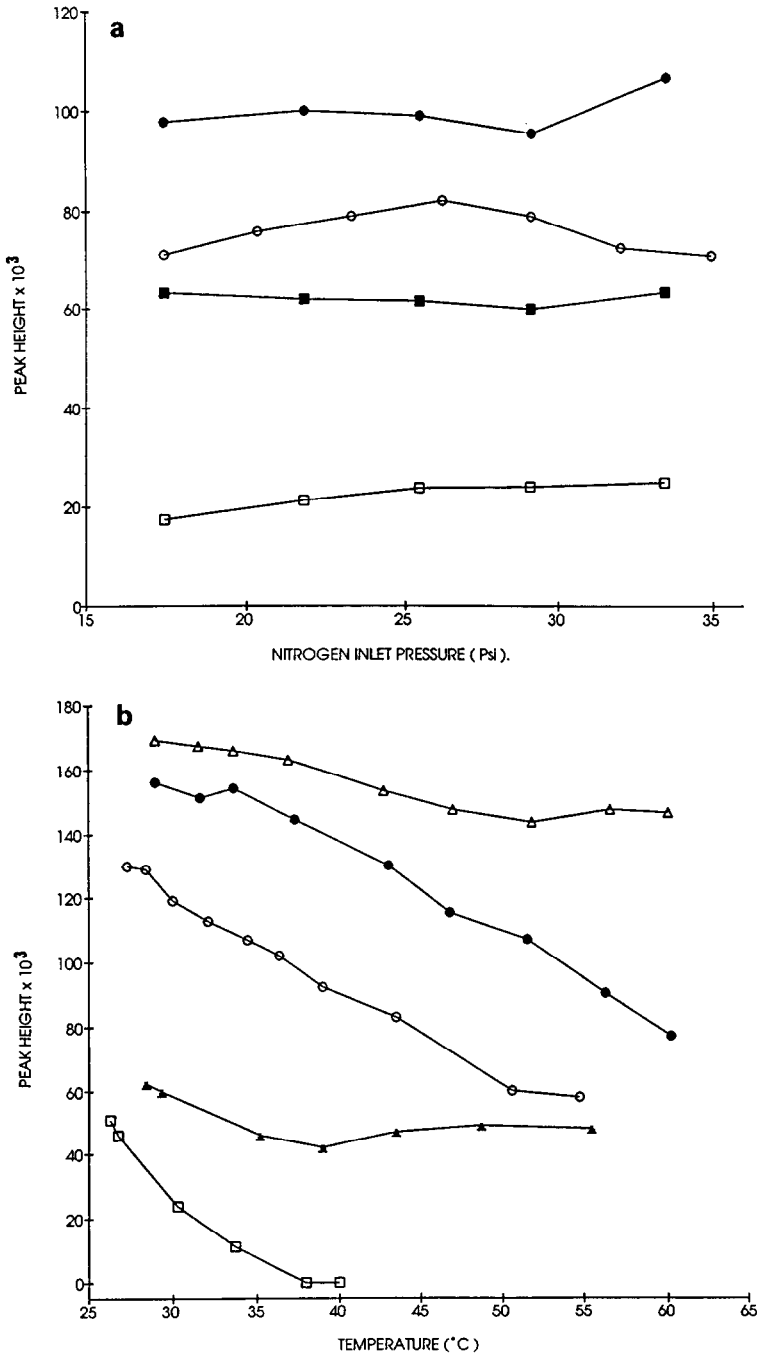 a
120
100
80
60
40
20
0
PEAK HEIGHT x 10³
15 20 25 30 35
NITROGEN INLET PRESSURE ( Psi ).
b
180
160
140
120
100
80
60
40
20
0
PEAK HEIGHT x 10³
25 30 35 40 45 50 55 60 65
TEMPERATURE (°C )